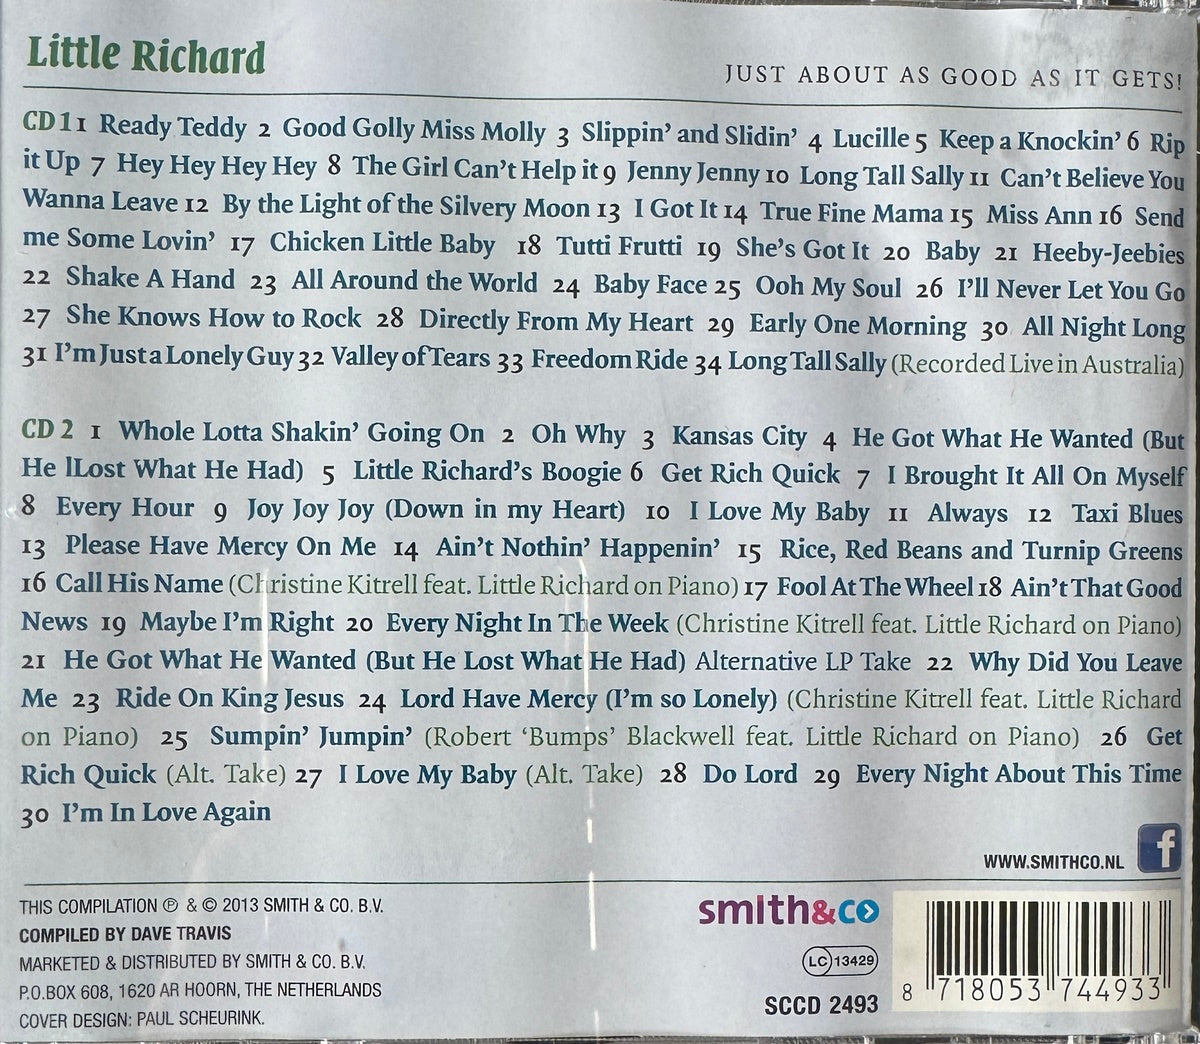 Little Richard
JUST ABOUT AS GOOD AS IT GETS!
CD 1 1 Ready Teddy 2 Good Golly Miss Molly 3 Slippin' and Slidin' 4 Lucille 5 Keep a Knockin' 6 Rip
it Up 7 Hey Hey Hey Hey 8 The Girl Can't Help it 9 Jenny Jenny 10 Long Tall Sally 11 Can't Believe You
Wanna Leave 12 By the Light of the Silvery Moon 13 I Got It 14 True Fine Mama 15 Miss Ann 16 Send
me Some Lovin' 17 Chicken Little Baby 18 Tutti Frutti 19 She's Got It 20 Baby 21 Heeby-Jeebies
22 Shake A Hand 23 All Around the World 24 Baby Face 25 Ooh My Soul 26 I'll Never Let You Go
27 She Knows How to Rock 28 Directly From My Heart 29 Early One Morning 30 All Night Long
31 I'm Just a Lonely Guy 32 Valley of Tears 33 Freedom Ride 34 Long Tall Sally (Recorded Live in Australia)
CD 2 1 Whole Lotta Shakin' Going On 2 Oh Why 3 Kansas City 4 He Got What He Wanted (But
He lLost What He Had) 5 Little Richard's Boogie 6 Get Rich Quick 7 I Brought It All On Myself
8 Every Hour 9 Joy Joy Joy (Down in my Heart) 10 I Love My Baby 11 Always 12 Taxi Blues
13 Please Have Mercy On Me 14 Ain't Nothin' Happenin' 15 Rice, Red Beans and Turnip Greens
16 Call His Name (Christine Kitrell feat. Little Richard on Piano) 17 Fool At The Wheel 18 Ain't That Good
News 19 Maybe I'm Right 20 Every Night In The Week (Christine Kitrell feat. Little Richard on Piano)
21 He Got What He Wanted (But He Lost What He Had) Alternative LP Take 22 Why Did You Leave
Me 23 Ride On King Jesus 24 Lord Have Mercy (I'm so Lonely) (Christine Kitrell feat. Little Richard
on Piano) 25 Sumpin' Jumpin' (Robert 'Bumps' Blackwell feat. Little Richard on Piano) 26 Get
Rich Quick (Alt. Take) 27 I Love My Baby (Alt. Take) 28 Do Lord 29 Every Night About This Time
30 I'm In Love Again
WWW.SMITHCO.NL
f
THIS COMPILATION ℗ & © 2013 SMITH & CO. B.V.
COMPILED BY DAVE TRAVIS
MARKETED & DISTRIBUTED BY SMITH & CO. B.V.
P.O.BOX 608, 1620 AR HOORN, THE NETHERLANDS
COVER DESIGN: PAUL SCHEURINK.
smith&co
LC 13429
SCCD 2493
8 718053 744933